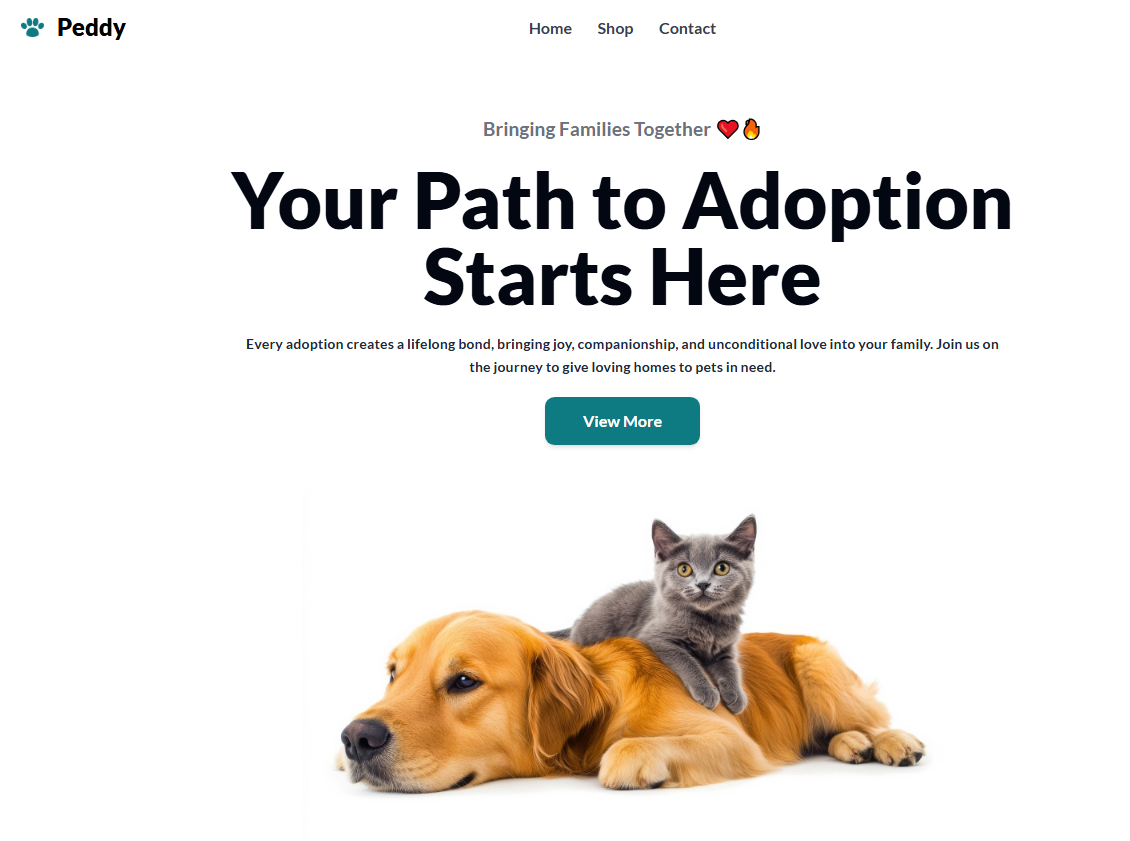 Peddy
Home Shop Contact
Bringing Families Together ❤️🔥
Your Path to Adoption
Starts Here
Every adoption creates a lifelong bond, bringing joy, companionship, and unconditional love into your family. Join us on
the journey to give loving homes to pets in need.
View More